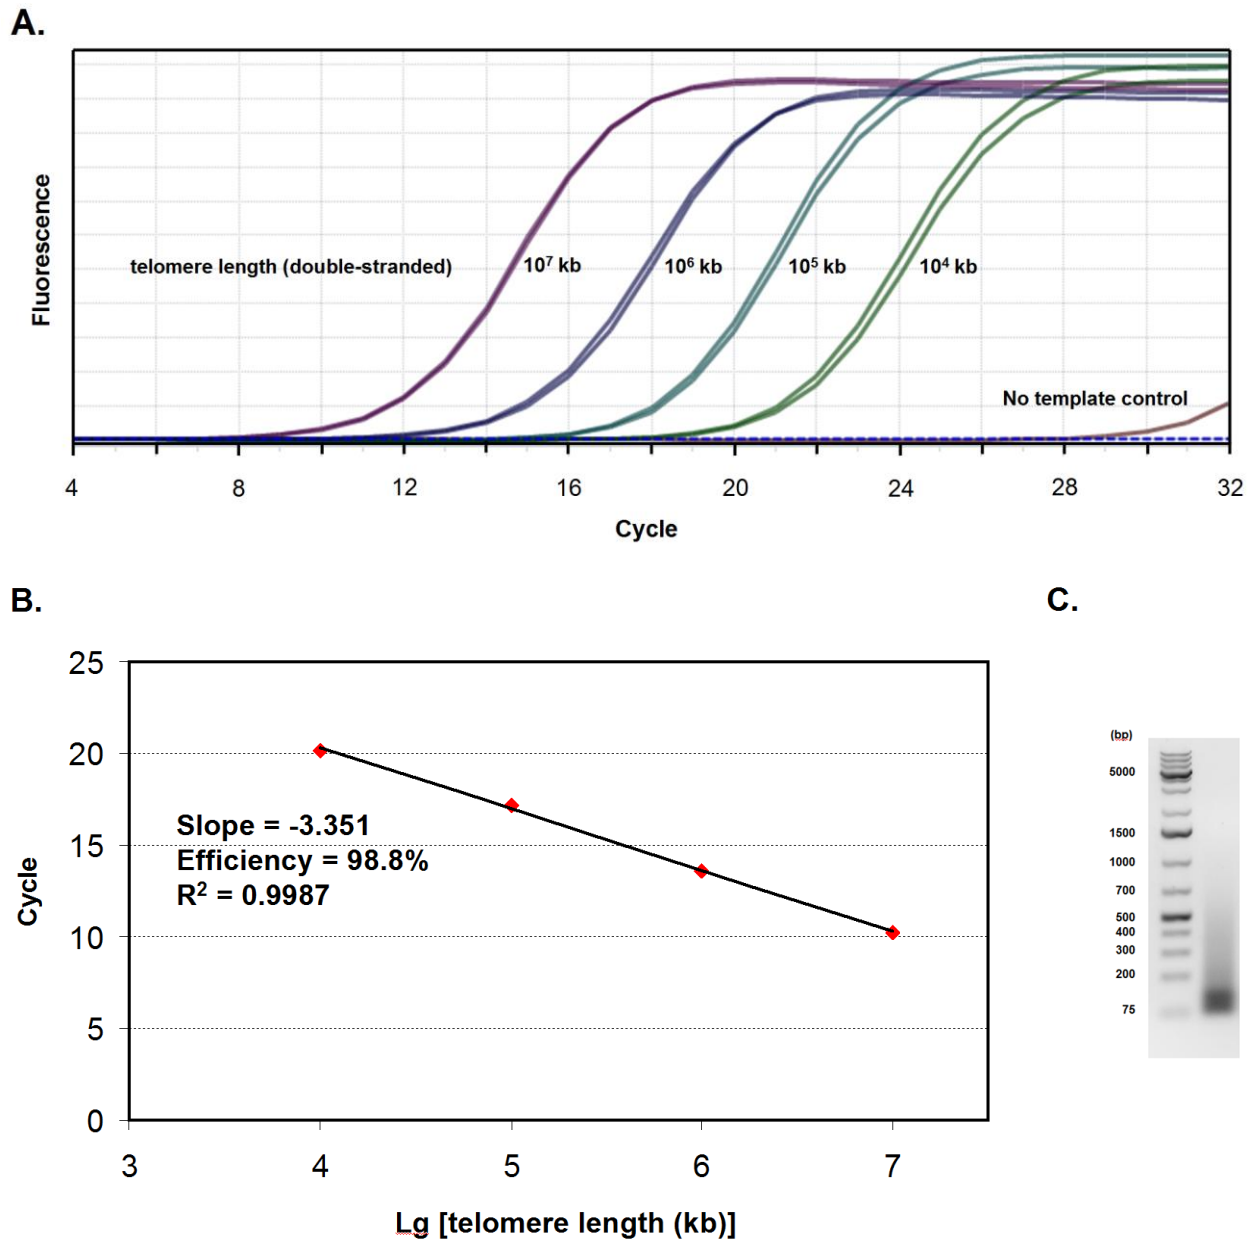 A.
Fluorescence
telomere length (double-stranded)
10⁷ kb
10⁶ kb
10⁵ kb
10⁴ kb
No template control
4 8 12 16 20 24 28 32
Cycle
B.
25
20
15
10
5
0
Cycle
Slope = -3.351
Efficiency = 98.8%
R² = 0.9987
3 4 5 6 7
Lg [telomere length (kb)]
C.
(bp)
5000
1500
1000
700
500
400
300
200
75